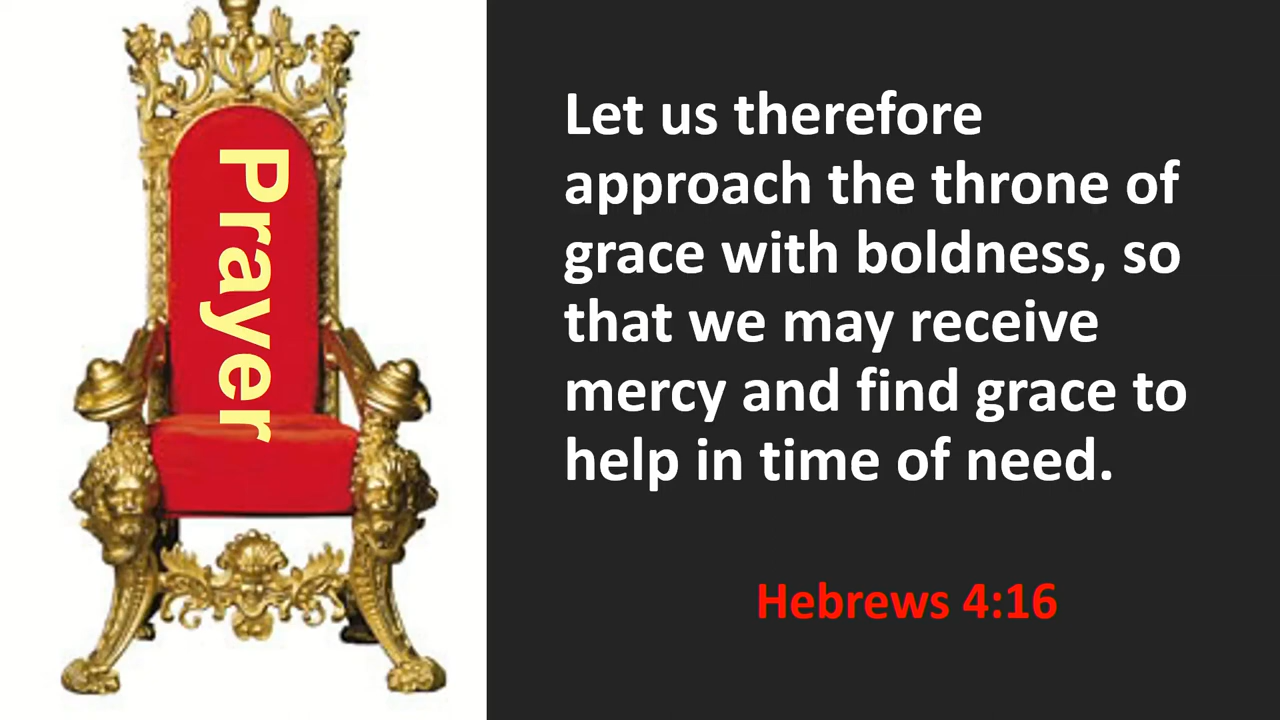 Prayer
Let us therefore
approach the throne of
grace with boldness, so
that we may receive
mercy and find grace to
help in time of need.
Hebrews 4:16